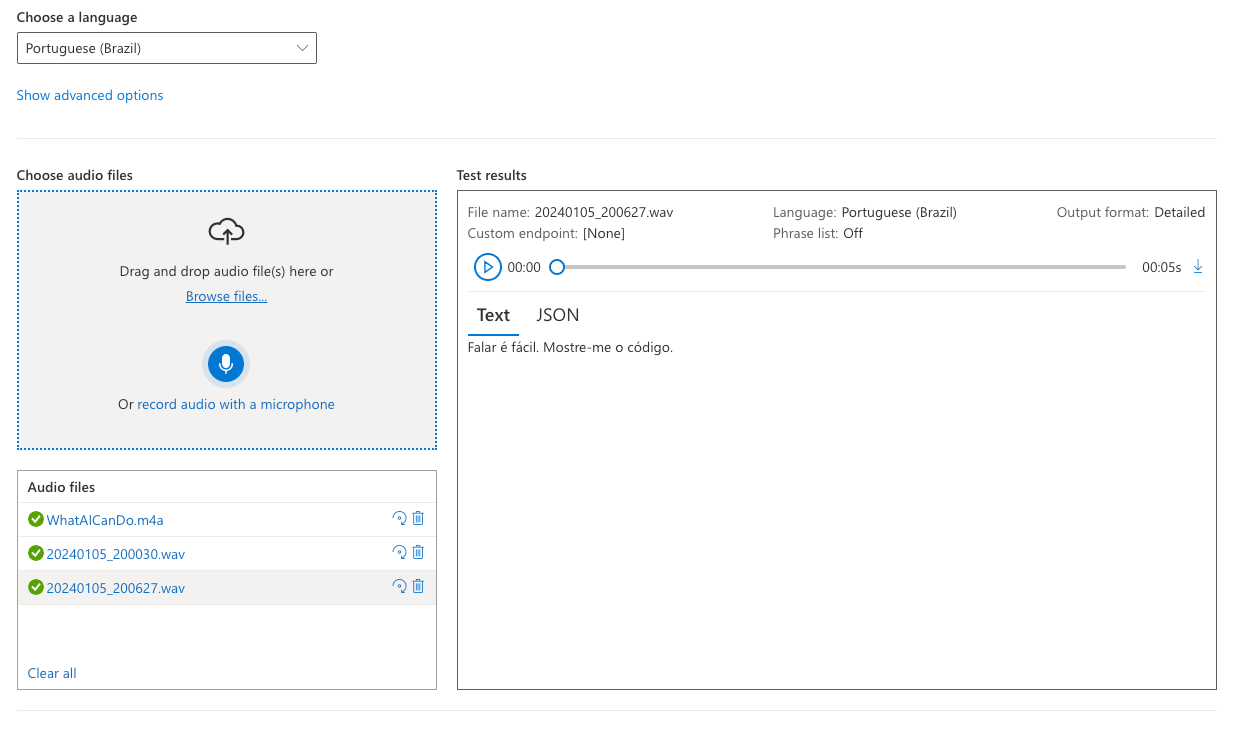 Choose a language
Portuguese (Brazil)
Show advanced options
Choose audio files
Drag and drop audio file(s) here or
Browse files...
Or record audio with a microphone
Audio files
WhatAICanDo.m4a
20240105_200030.wav
20240105_200627.wav
Clear all
Test results
File name: 20240105_200627.wav
Language: Portuguese (Brazil)
Output format: Detailed
Custom endpoint: [None]
Phrase list: Off
00:00
00:05s
Text
JSON
Falar é fácil. Mostre-me o código.